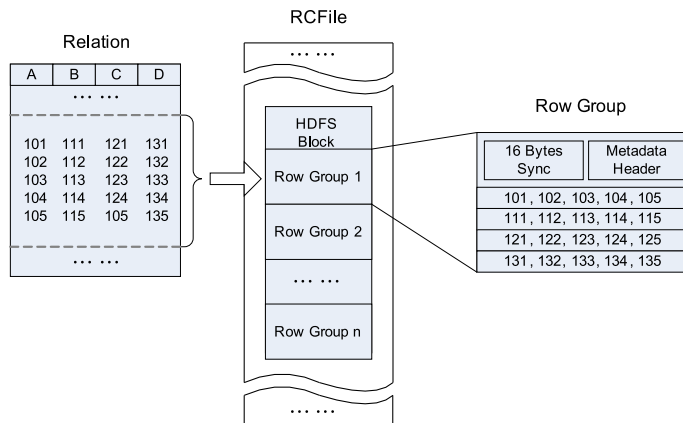 RCFile
Relation
... ...
A B C D
... ...
Row Group
HDFS
Block
16 Bytes
Sync
Metadata
Header
101 111 121 131
102 112 122 132
103 113 123 133
104 114 124 134
105 115 105 135
Row Group 1
101, 102, 103, 104, 105
111, 112, 113, 114, 115
121, 122, 123, 124, 125
131, 132, 133, 134, 135
Row Group 2
... ...
... ...
Row Group n
... ...